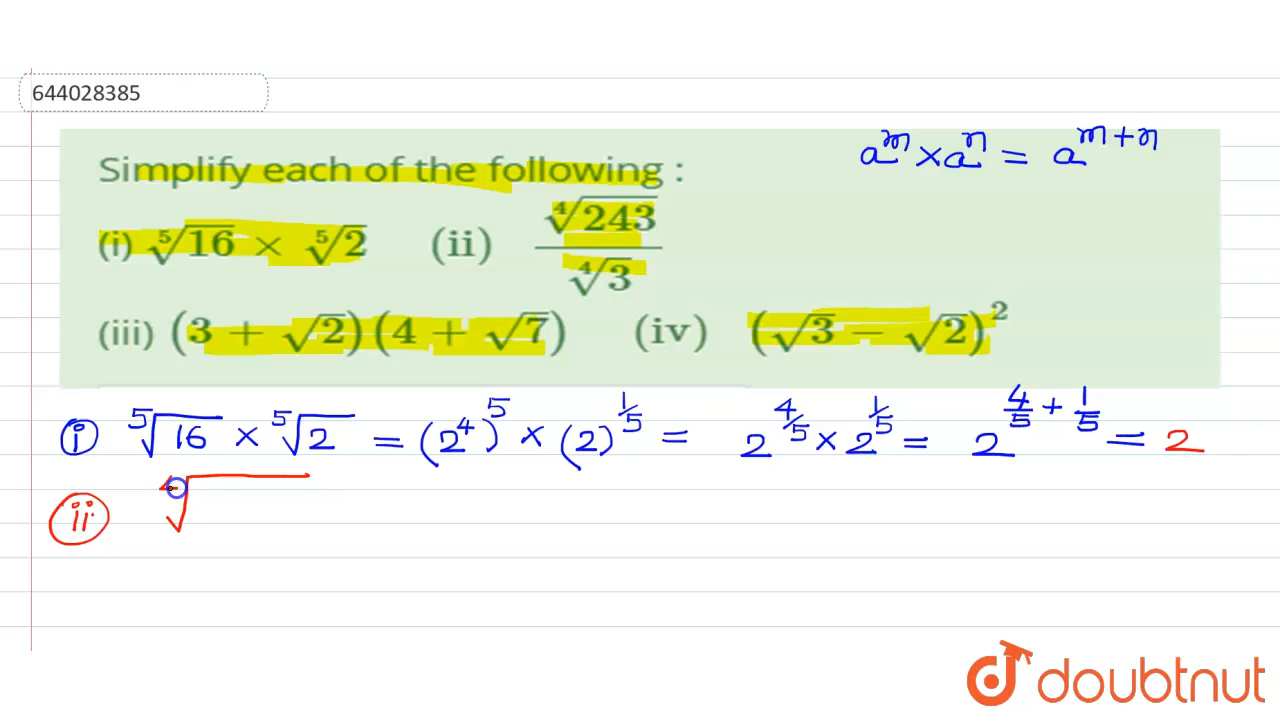 644028385
Simplify each of the following :
(i) ⁵√16 × ⁵√2 (ii) ⁴√243 / ⁴√3
(iii) (3 + √2)(4 + √7) (iv) (√3 − √2)²
a^m × a^n = a^(m+n)
(i) ⁵√16 × ⁵√2 = (2⁴)⁵ × (2)^(1/5) = 2^(4/5) × 2^(1/5) = 2^(4/5 + 1/5) = 2
(ii) ⁴√
doubtnut